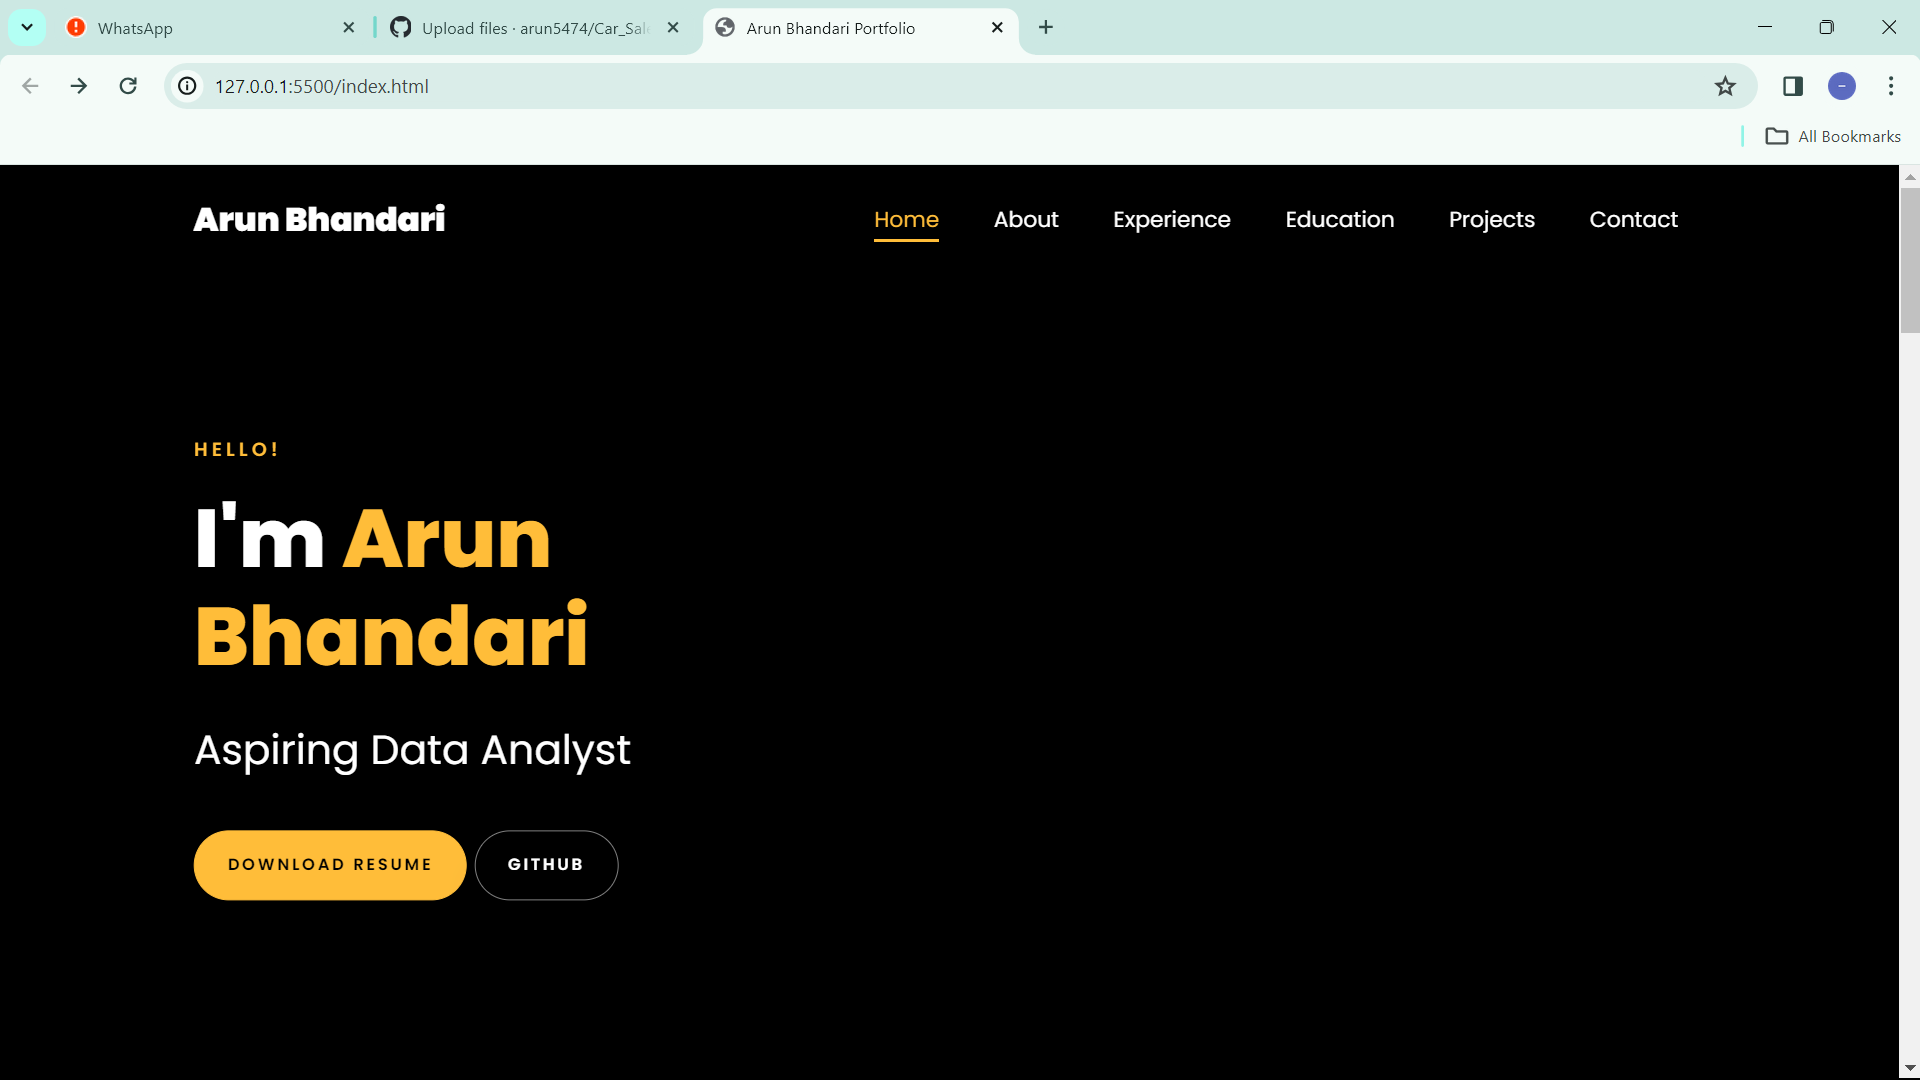 WhatsApp
Upload files · arun5474/Car_Sale
Arun Bhandari Portfolio
127.0.0.1:5500/index.html
All Bookmarks
Arun Bhandari
Home
About
Experience
Education
Projects
Contact
HELLO!
I'm Arun
Bhandari
Aspiring Data Analyst
DOWNLOAD RESUME
GITHUB